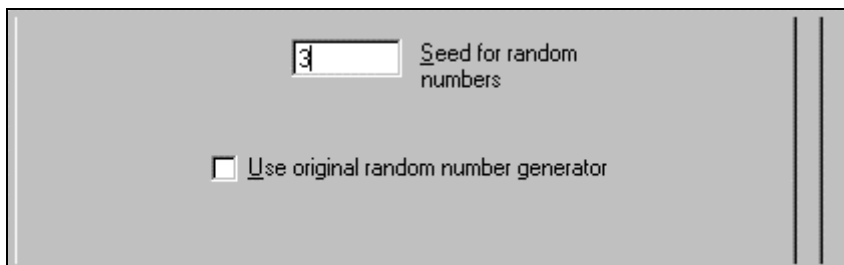 3 Seed for random
numbers
Use original random number generator